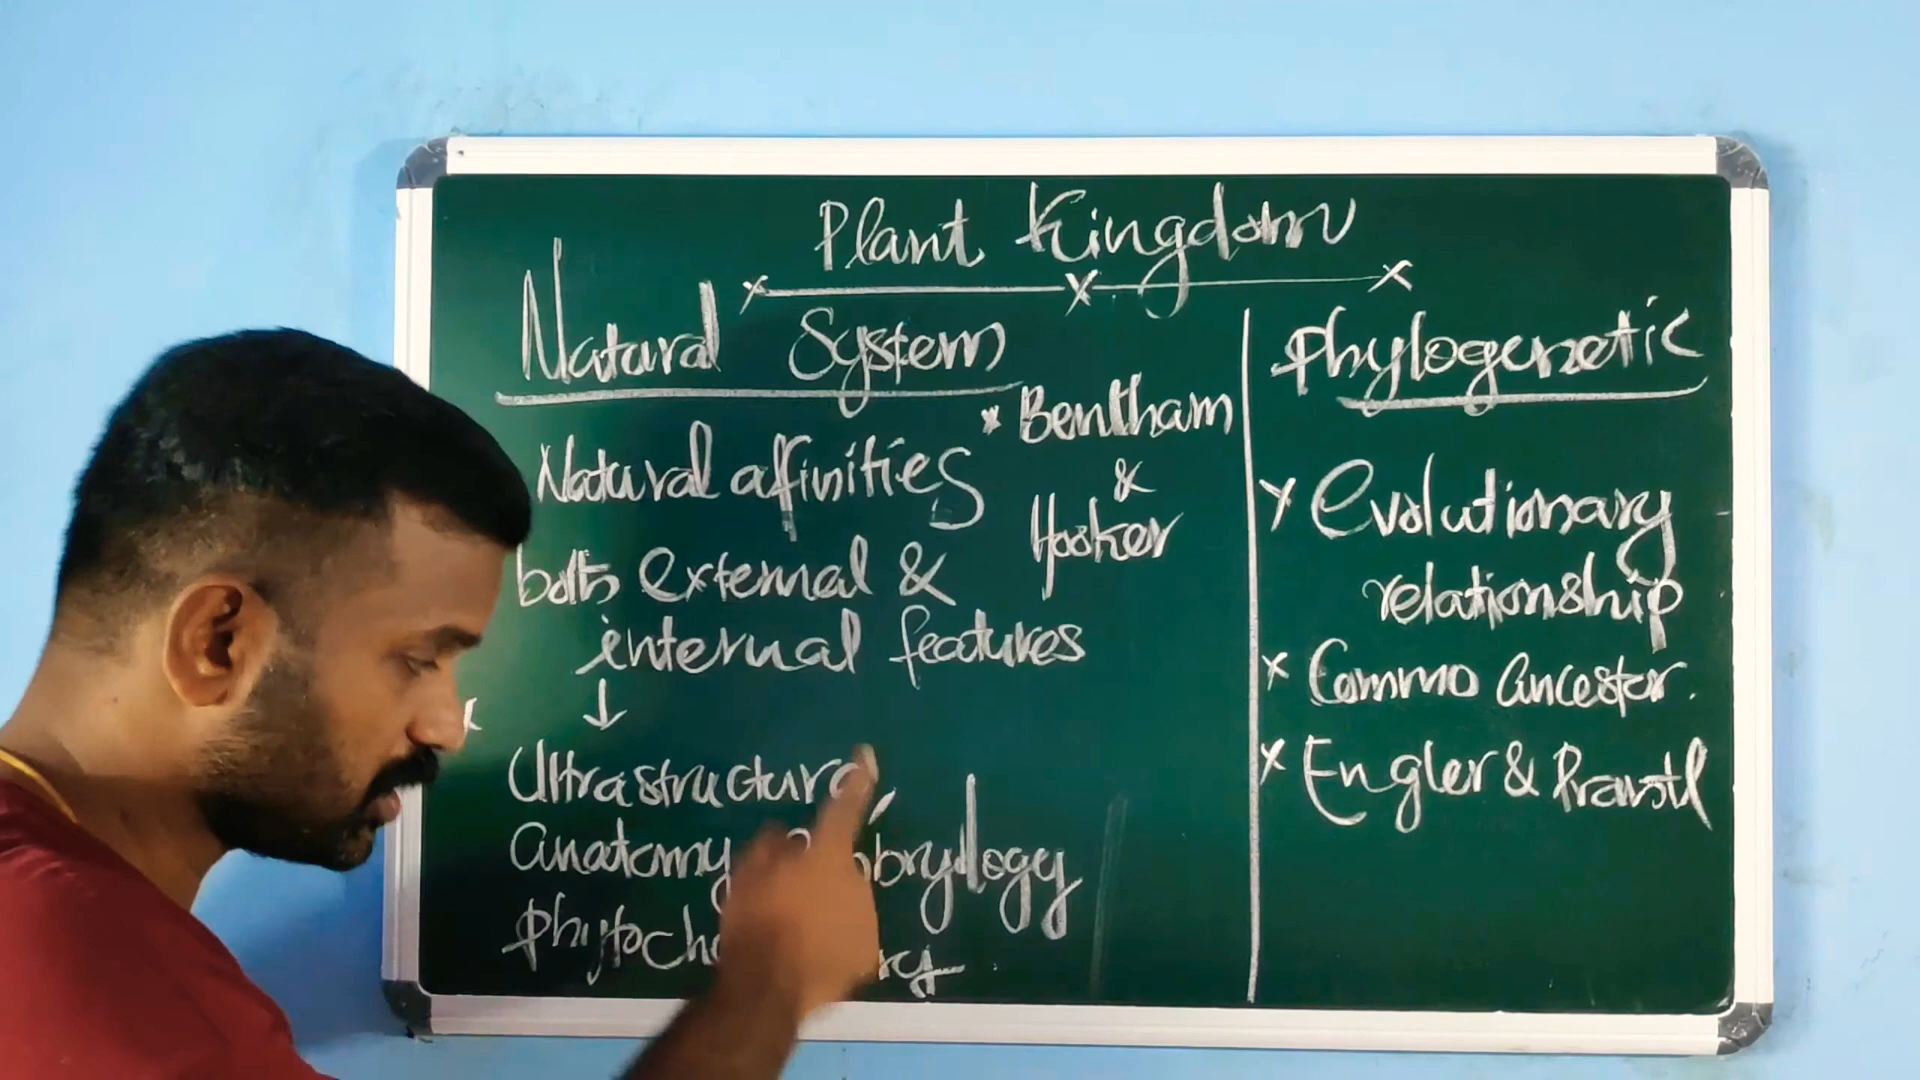 Plant Kingdom
Natural System
* Bentham
&
Hooker
Natural affinities
both external &
internal features
↓
Ultrastructure,
anatomy
Phylogenetic
x Evolutionary
relationship
x Commo ancestor.
x Engler & Prantl